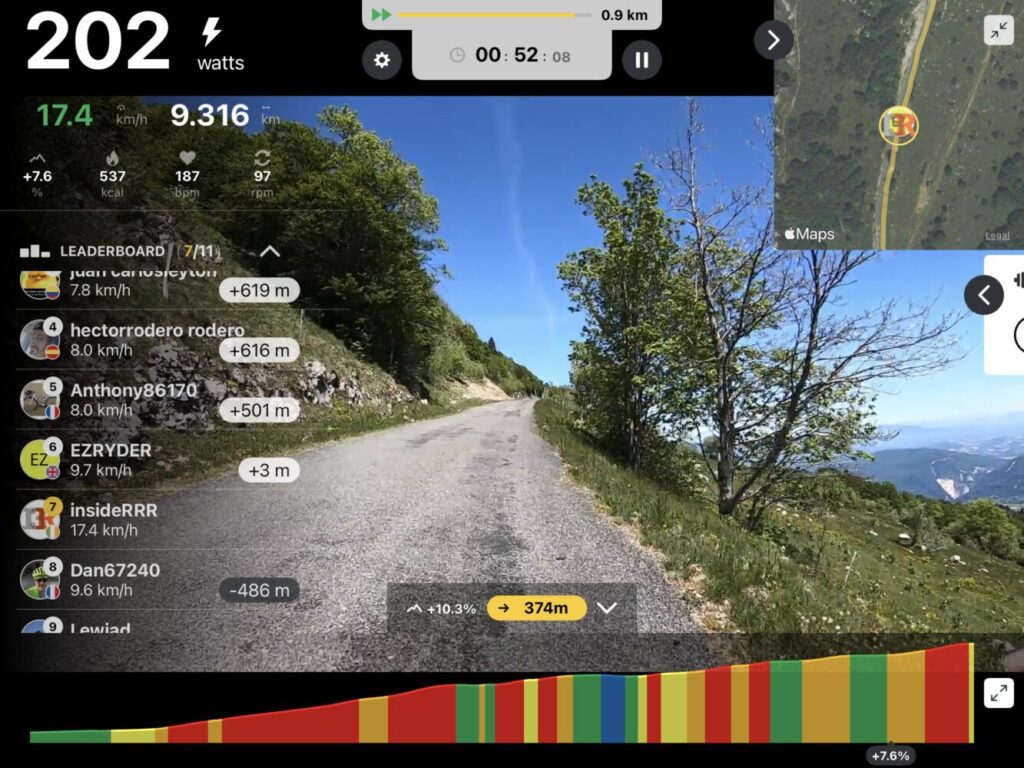 202 watts
0.9 km
00: 52: 08
17.4 km/h 9.316 km
+7.6 537 187 97
% kcal bpm rpm
LEADERBOARD (7/11)
juan carlosleyton
7.8 km/h +619 m
4 hectorrodero rodero
8.0 km/h +616 m
5 Anthony86170
8.0 km/h +501 m
EZ 6 EZRYDER
9.7 km/h +3 m
7 insideRRR
17.4 km/h
8 Dan67240
9.6 km/h -486 m
9 Lewiad
Maps Legal
+10.3% → 374m
+7.6%